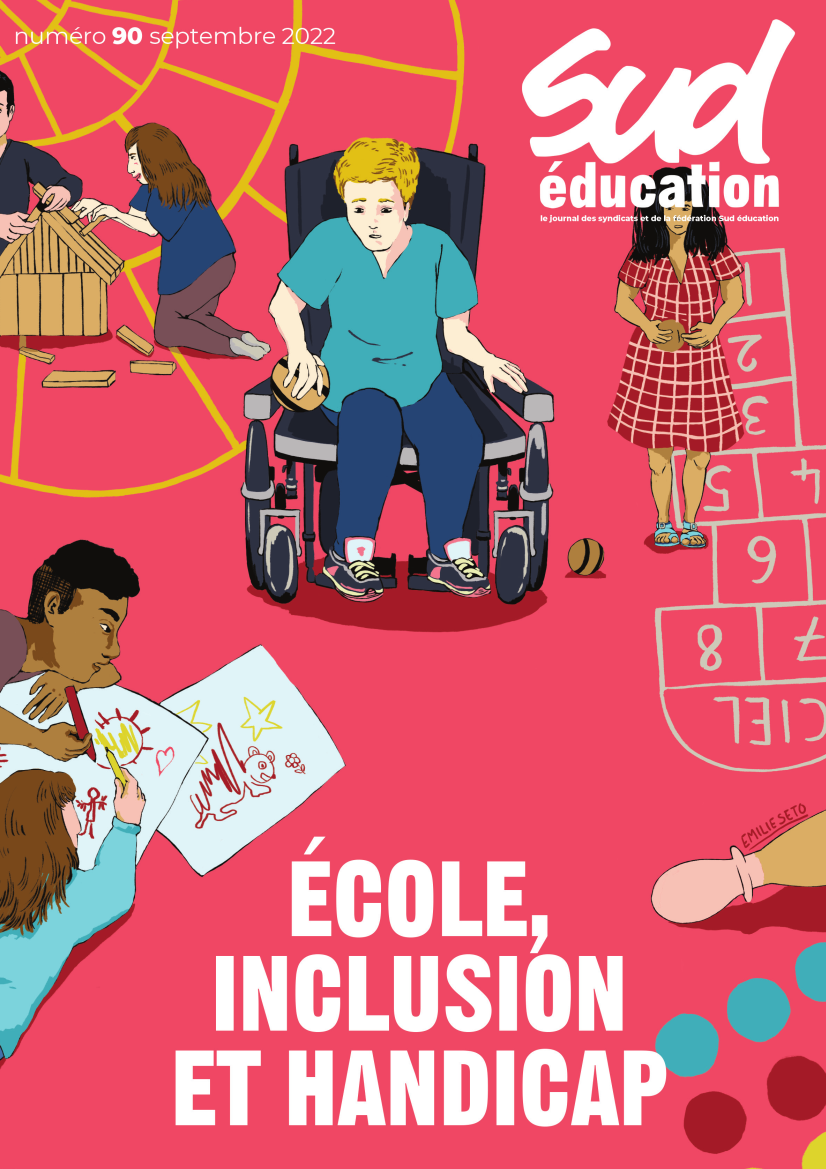 numéro 90 septembre 2022
Sud
éducation
le journal des syndicats et de la fédération Sud éducation
1
2
3
5 4
6
8 7
CIEL
EMILIE SETO
ÉCOLE,
INCLUSION
ET HANDICAP